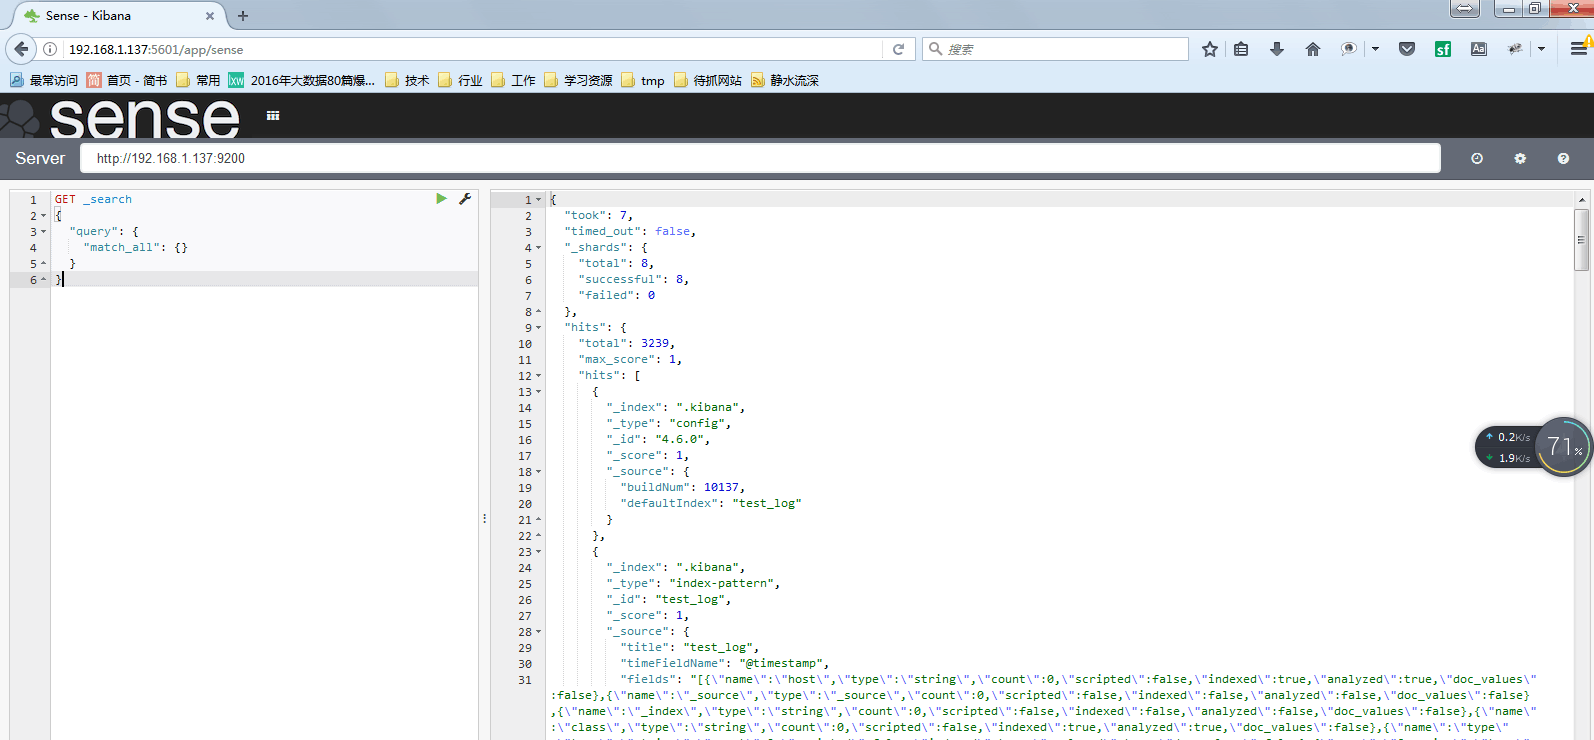 Sense - Kibana
192.168.1.137:5601/app/sense
搜索
最常访问 简 首页 - 简书 常用 XW 2016年大数据80篇爆... 技术 行业 工作 学习资源 tmp 待抓网站 静水流深
sense
Server http://192.168.1.137:9200
1 GET _search
2 {
3 "query": {
4 "match_all": {}
5 }
6 }
1 {
2 "took": 7,
3 "timed_out": false,
4 "_shards": {
5 "total": 8,
6 "successful": 8,
7 "failed": 0
8 },
9 "hits": {
10 "total": 3239,
11 "max_score": 1,
12 "hits": [
13 {
14 "_index": ".kibana",
15 "_type": "config",
16 "_id": "4.6.0",
17 "_score": 1,
18 "_source": {
19 "buildNum": 10137,
20 "defaultIndex": "test_log"
21 }
22 },
23 {
24 "_index": ".kibana",
25 "_type": "index-pattern",
26 "_id": "test_log",
27 "_score": 1,
28 "_source": {
29 "title": "test_log",
30 "timeFieldName": "@timestamp",
31 "fields": "[{\"name\":\"host\",\"type\":\"string\",\"count\":0,\"scripted\":false,\"indexed\":true,\"analyzed\":true,\"doc_values\"
:false},{\"name\":\"_source\",\"type\":\"_source\",\"count\":0,\"scripted\":false,\"indexed\":false,\"analyzed\":false,\"doc_values\":false}
,{\"name\":\"_index\",\"type\":\"string\",\"count\":0,\"scripted\":false,\"indexed\":false,\"analyzed\":false,\"doc_values\":false},{\"name\"
:\"class\",\"type\":\"string\",\"count\":0,\"scripted\":false,\"indexed\":true,\"analyzed\":true,\"doc_values\":false},{\"name\":\"type\"
0.2K/s
1.9K/s
71%